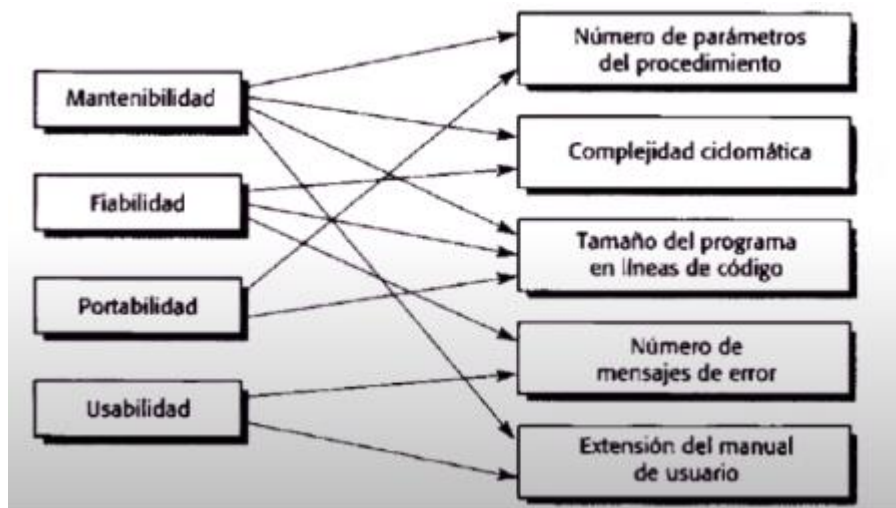 Mantenibilidad
Fiabilidad
Portabilidad
Usabilidad
Número de parámetros
del procedimiento
Complejidad ciclomática
Tamaño del programa
en líneas de código
Número de
mensajes de error
Extensión del manual
de usuario